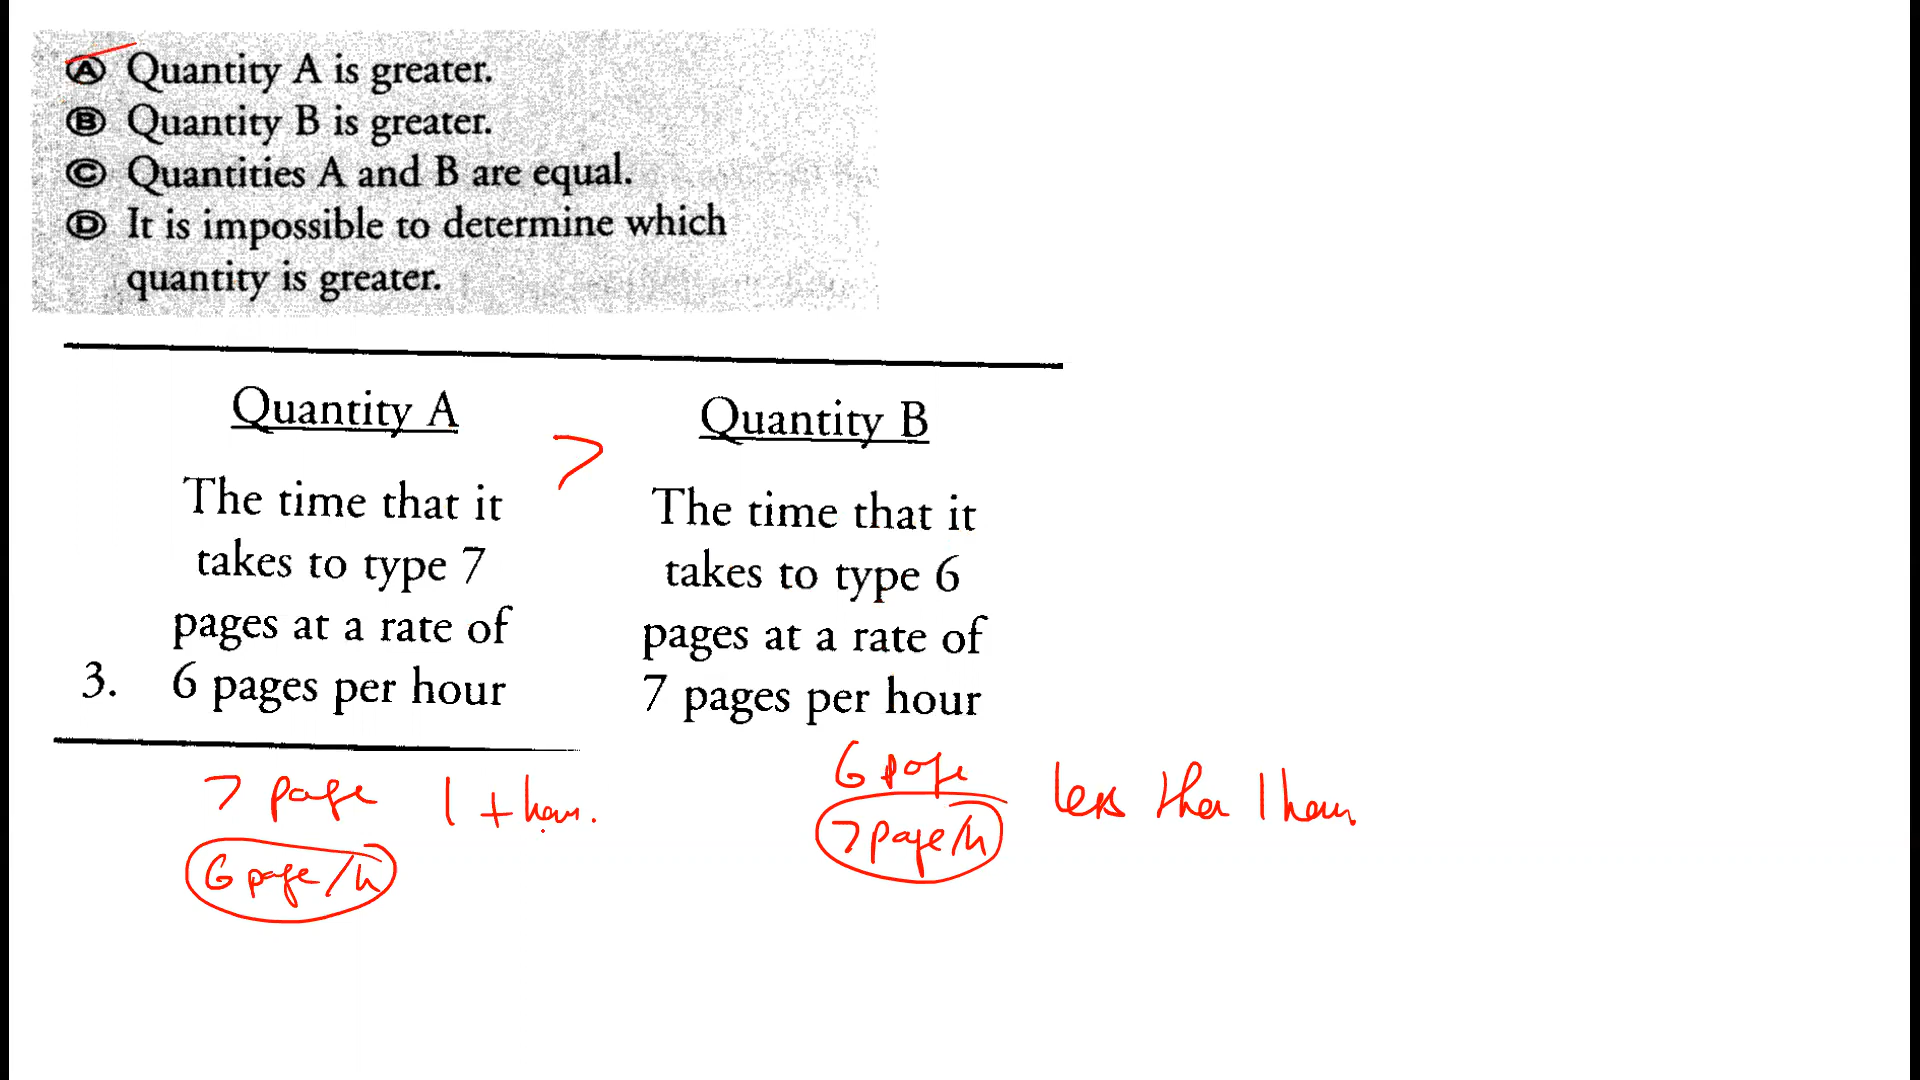 A Quantity A is greater.
B Quantity B is greater.
C Quantities A and B are equal.
D It is impossible to determine which
quantity is greater.
Quantity A
>
Quantity B
The time that it
takes to type 7
pages at a rate of
3. 6 pages per hour
The time that it
takes to type 6
pages at a rate of
7 pages per hour
7 page 1 + hour.
6 page/h
6 page
7 page/h
less than 1 hour.